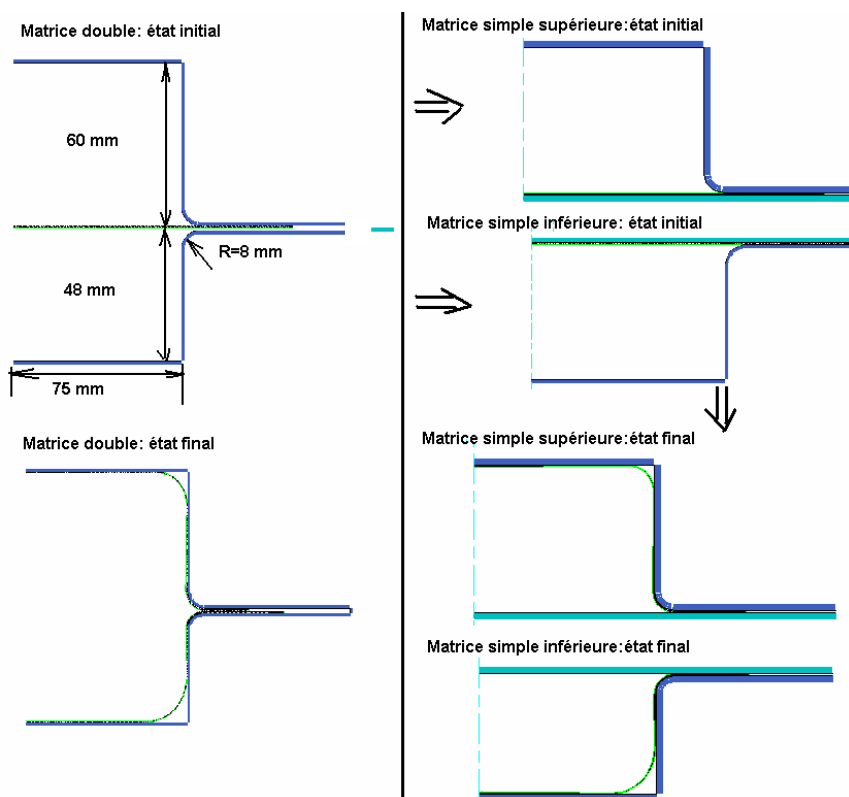 Matrice double: état initial
60 mm
R=8 mm
48 mm
75 mm
Matrice double: état final
Matrice simple supérieure:état initial
Matrice simple inférieure: état initial
Matrice simple supérieure:état final
Matrice simple inférieure:état final